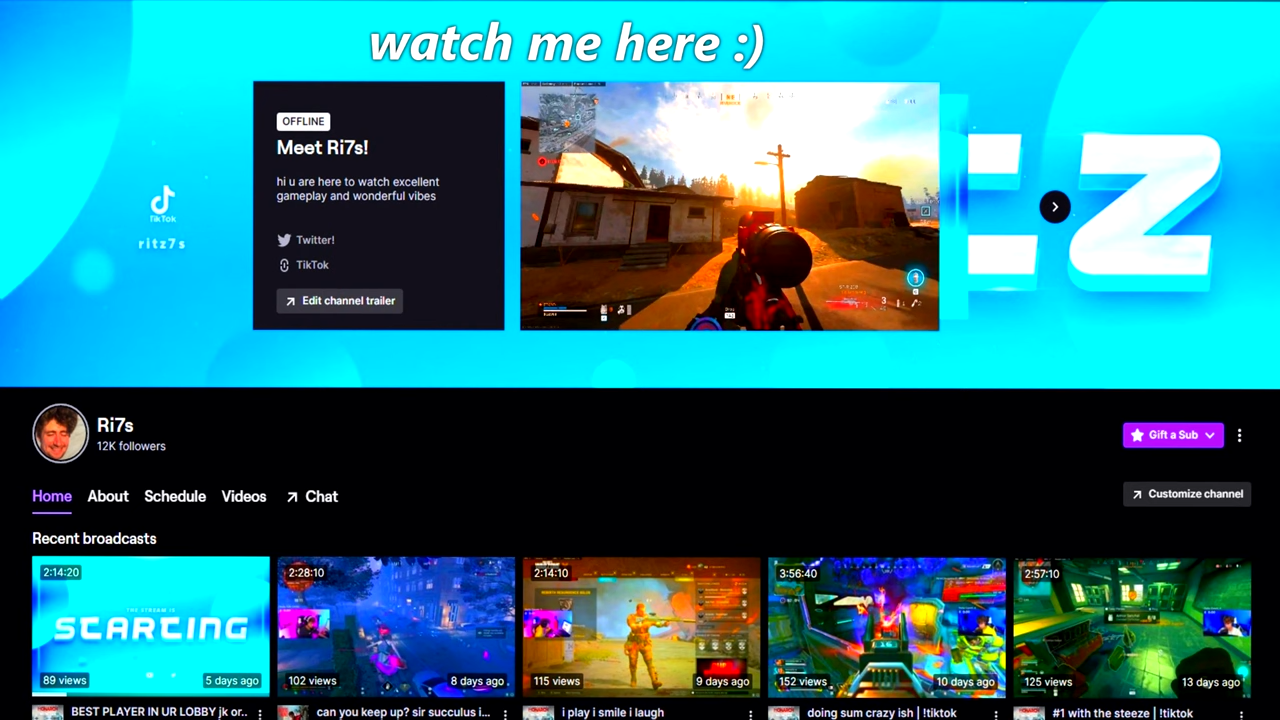 watch me here :)
OFFLINE
Meet Ri7s!
hi u are here to watch excellent
gameplay and wonderful vibes
Twitter!
TikTok
Edit channel trailer
TikTok
ritz7s
EZ
Ri7s
12K followers
Gift a Sub
Home About Schedule Videos Chat
Customize channel
Recent broadcasts
2:14:20
THE STREAM IS
STARTING
89 views
5 days ago
BEST PLAYER IN UR LOBBY jk or..
2:28:10
102 views
8 days ago
can you keep up? sir succulus i...
2:14:10
115 views
9 days ago
i play i smile i laugh
3:56:40
152 views
10 days ago
doing sum crazy ish | !tiktok
2:57:10
125 views
13 days ago
#1 with the steeze | !tiktok